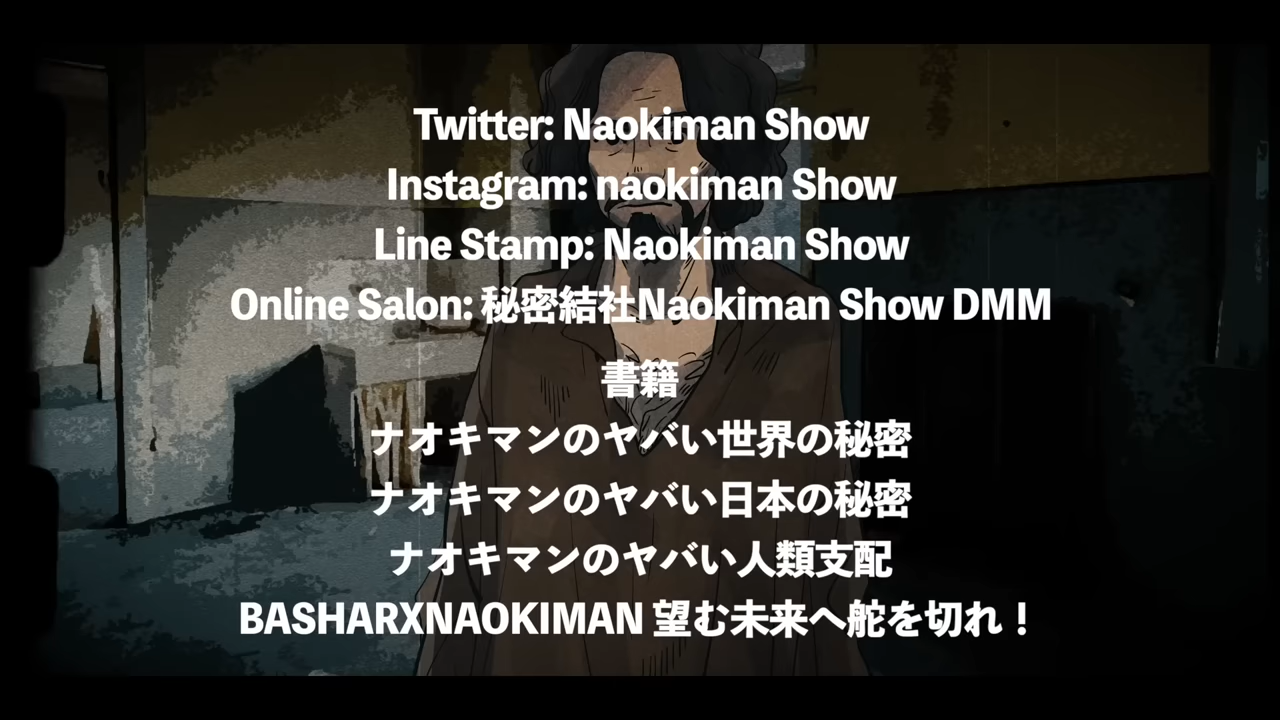 Twitter: Naokiman Show
Instagram: naokiman Show
Line Stamp: Naokiman Show
Online Salon: 秘密結社Naokiman Show DMM
書籍
ナオキマンのヤバい世界の秘密
ナオキマンのヤバい日本の秘密
ナオキマンのヤバい人類支配
BASHARXNAOKIMAN 望む未来へ舵を切れ！